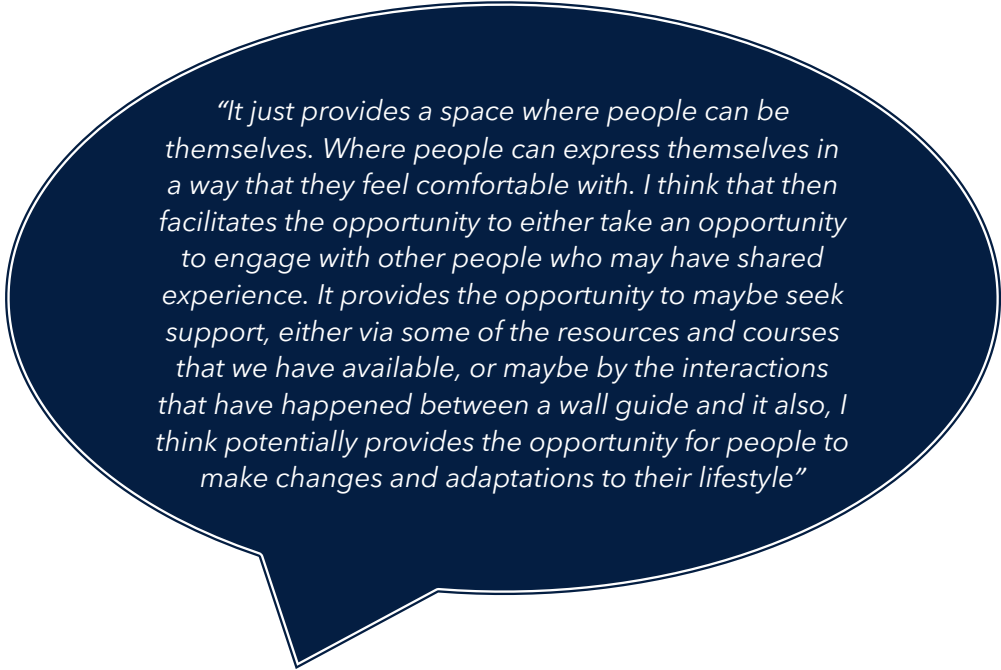 “It just provides a space where people can be
themselves. Where people can express themselves in
a way that they feel comfortable with. I think that then
facilitates the opportunity to either take an opportunity
to engage with other people who may have shared
experience. It provides the opportunity to maybe seek
support, either via some of the resources and courses
that we have available, or maybe by the interactions
that have happened between a wall guide and it also, I
think potentially provides the opportunity for people to
make changes and adaptations to their lifestyle”